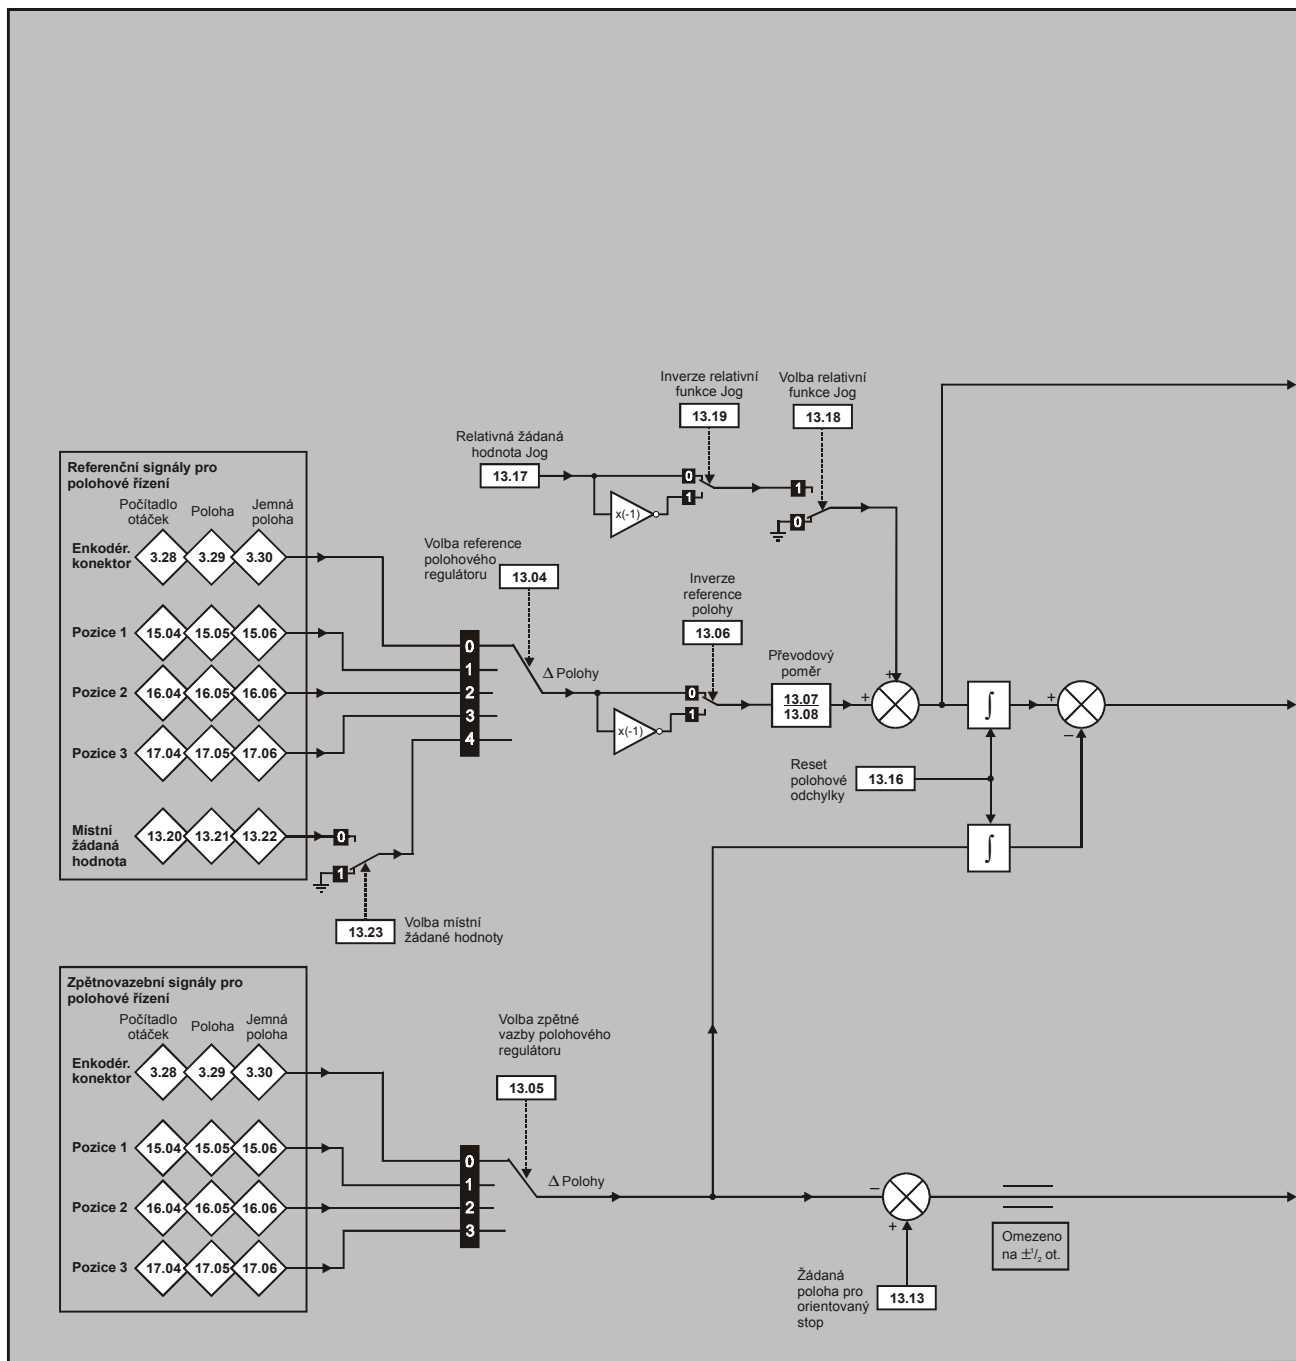 Inverze relativní
funkce Jog
13.19
Volba relativní
funkce Jog
13.18
Relativná žádaná
hodnota Jog
13.17
0
1
x(-1)
1
0
Referenční signály pro
polohové řízení
Počítadlo
otáček
Poloha
Jemná
poloha
Enkodér.
konektor
3.28
3.29
3.30
Pozice 1
15.04
15.05
15.06
Pozice 2
16.04
16.05
16.06
Pozice 3
17.04
17.05
17.06
Místní
žádaná
hodnota
13.20
13.21
13.22
0
1
13.23
Volba místní
žádané hodnoty
Volba reference
polohového
regulátoru
13.04
0
1
2
3
4
Δ Polohy
Inverze
reference
polohy
13.06
0
1
x(-1)
Převodový
poměr
13.07
13.08
+
+
∫
+
−
Reset
polohové
odchylky
13.16
∫
Zpětnovazební signály pro
polohové řízení
Počítadlo
otáček
Poloha
Jemná
poloha
Enkodér.
konektor
3.28
3.29
3.30
Pozice 1
15.04
15.05
15.06
Pozice 2
16.04
16.05
16.06
Pozice 3
17.04
17.05
17.06
Volba zpětné
vazby polohového
regulátoru
13.05
0
1
2
3
Δ Polohy
−
+
Omezeno
na ±1/2 ot.
Žádaná
poloha pro
orientovaný
stop
13.13